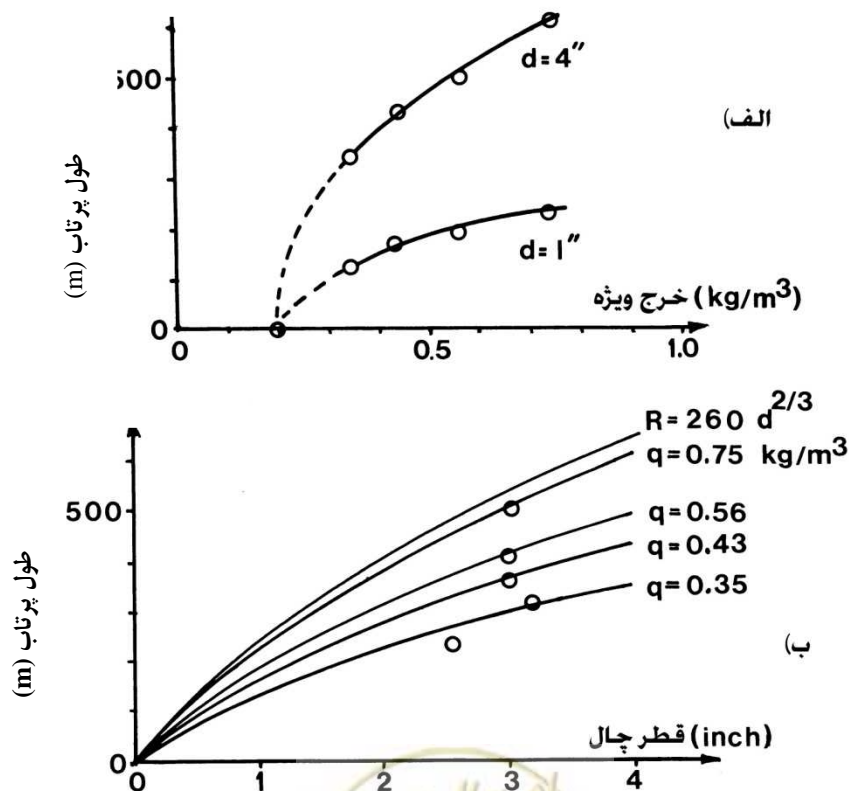 500
d=4″
الف)
طول پرتاب (m)
d=1″
خرج ویژه (kg/m³)
0
0 0.5 1.0
R=260 d^2/3
q=0.75 kg/m³
500
q=0.56
q=0.43
طول پرتاب (m)
q=0.35
ب)
قطر چال (inch)
0
0 1 2 3 4